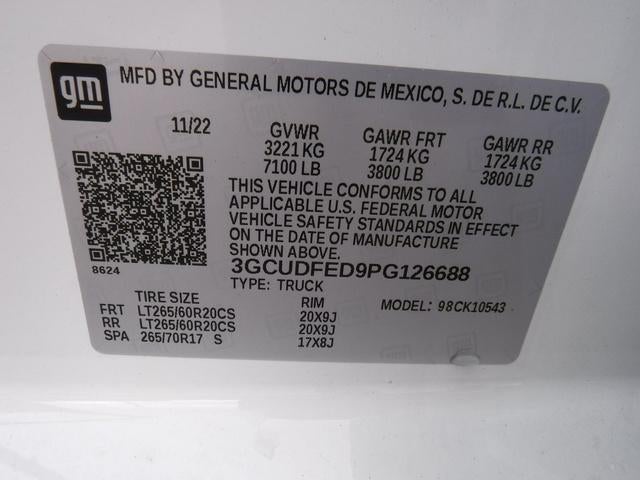 gm
MFD BY GENERAL MOTORS DE MEXICO, S. DE R.L. DE C.V.
11/22 GVWR GAWR FRT GAWR RR
3221 KG 1724 KG 1724 KG
7100 LB 3800 LB 3800 LB
THIS VEHICLE CONFORMS TO ALL
APPLICABLE U.S. FEDERAL MOTOR
VEHICLE SAFETY STANDARDS IN EFFECT
ON THE DATE OF MANUFACTURE
SHOWN ABOVE.
8624
3GCUDFED9PG126688
TYPE: TRUCK
TIRE SIZE RIM MODEL: 98CK10543
FRT LT265/60R20CS 20X9J
RR LT265/60R20CS 20X9J
SPA 265/70R17 S 17X8J